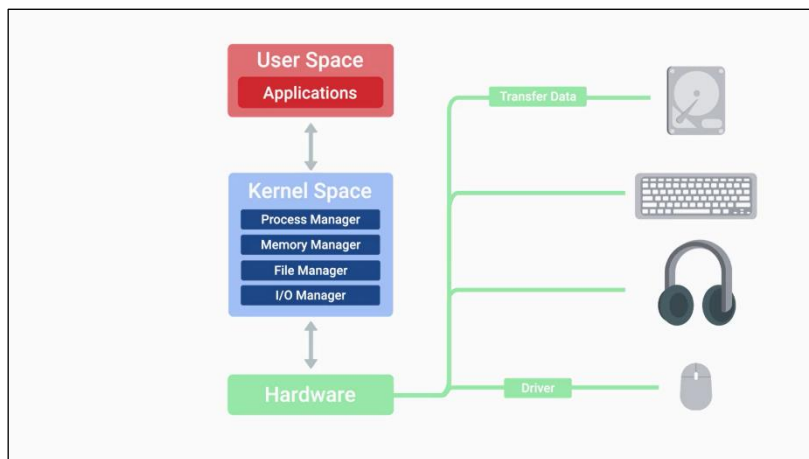 User Space
Applications
Transfer Data
Kernel Space
Process Manager
Memory Manager
File Manager
I/O Manager
Hardware
Driver